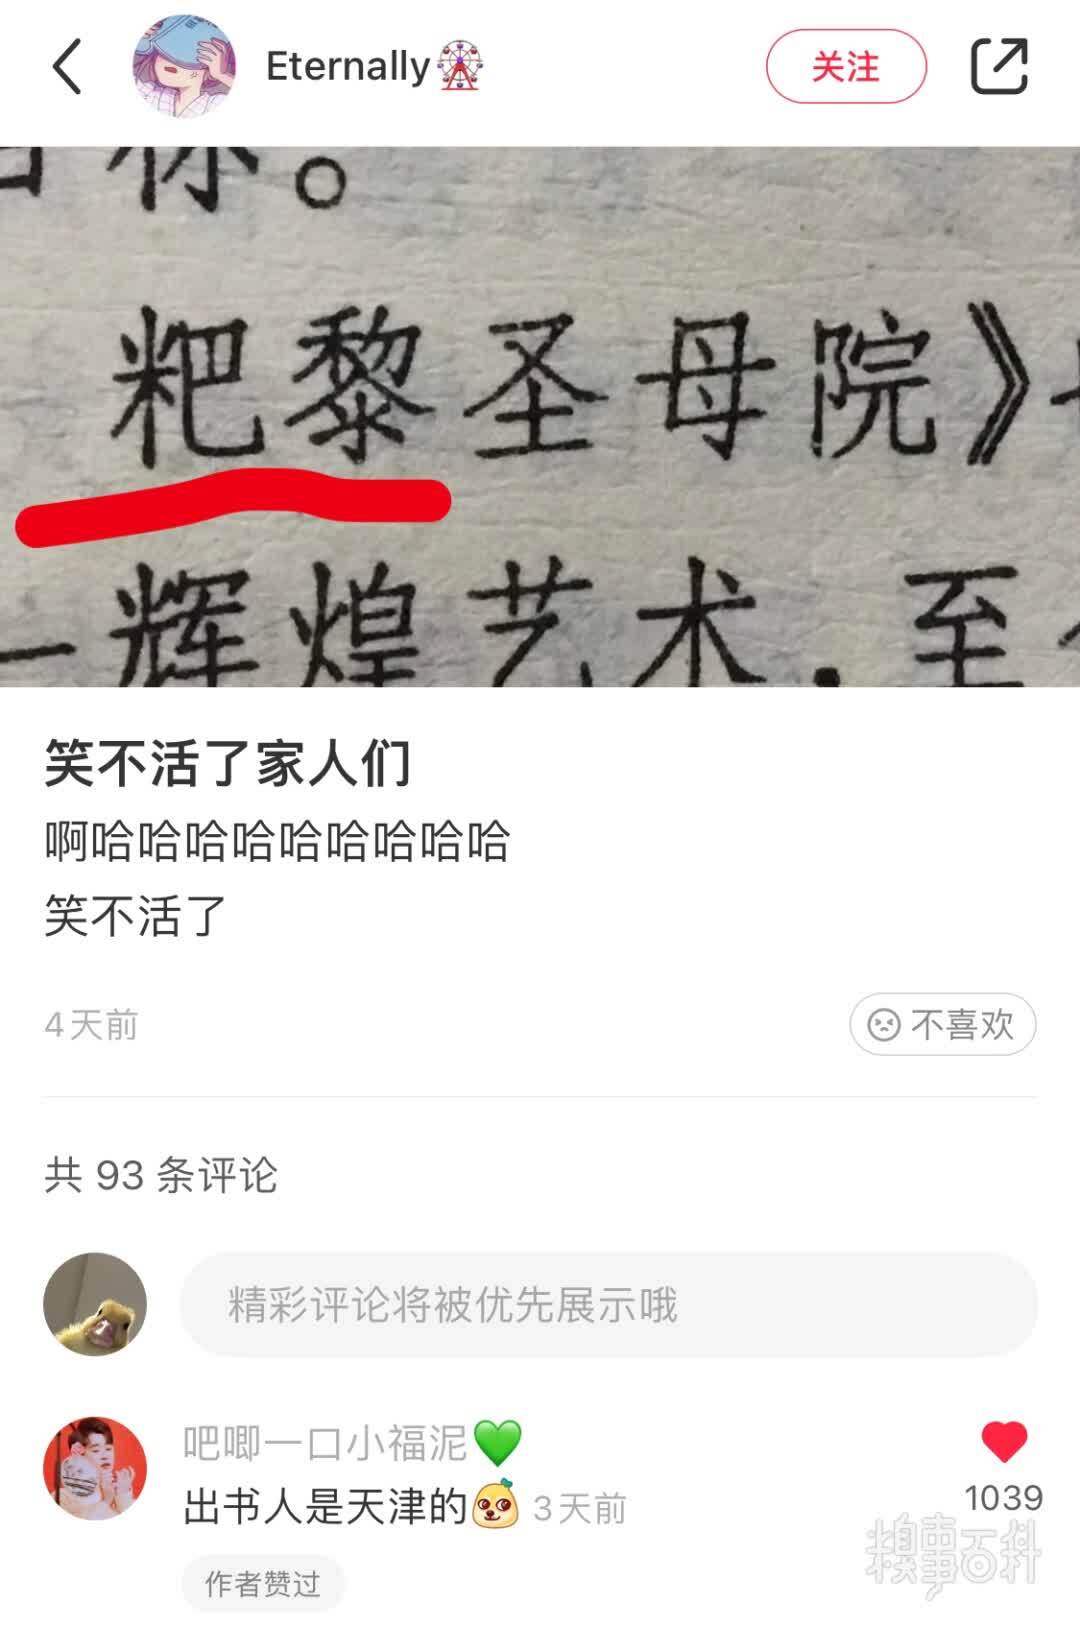 Eternally
关注
你。
粑黎圣母院》
辉煌艺术，至
笑不活了家人们
啊哈哈哈哈哈哈哈哈哈
笑不活了
4天前
不喜欢
共 93 条评论
精彩评论将被优先展示哦
吧唧一口小福泥
出书人是天津的 3天前
1039
作者赞过
糗事百科